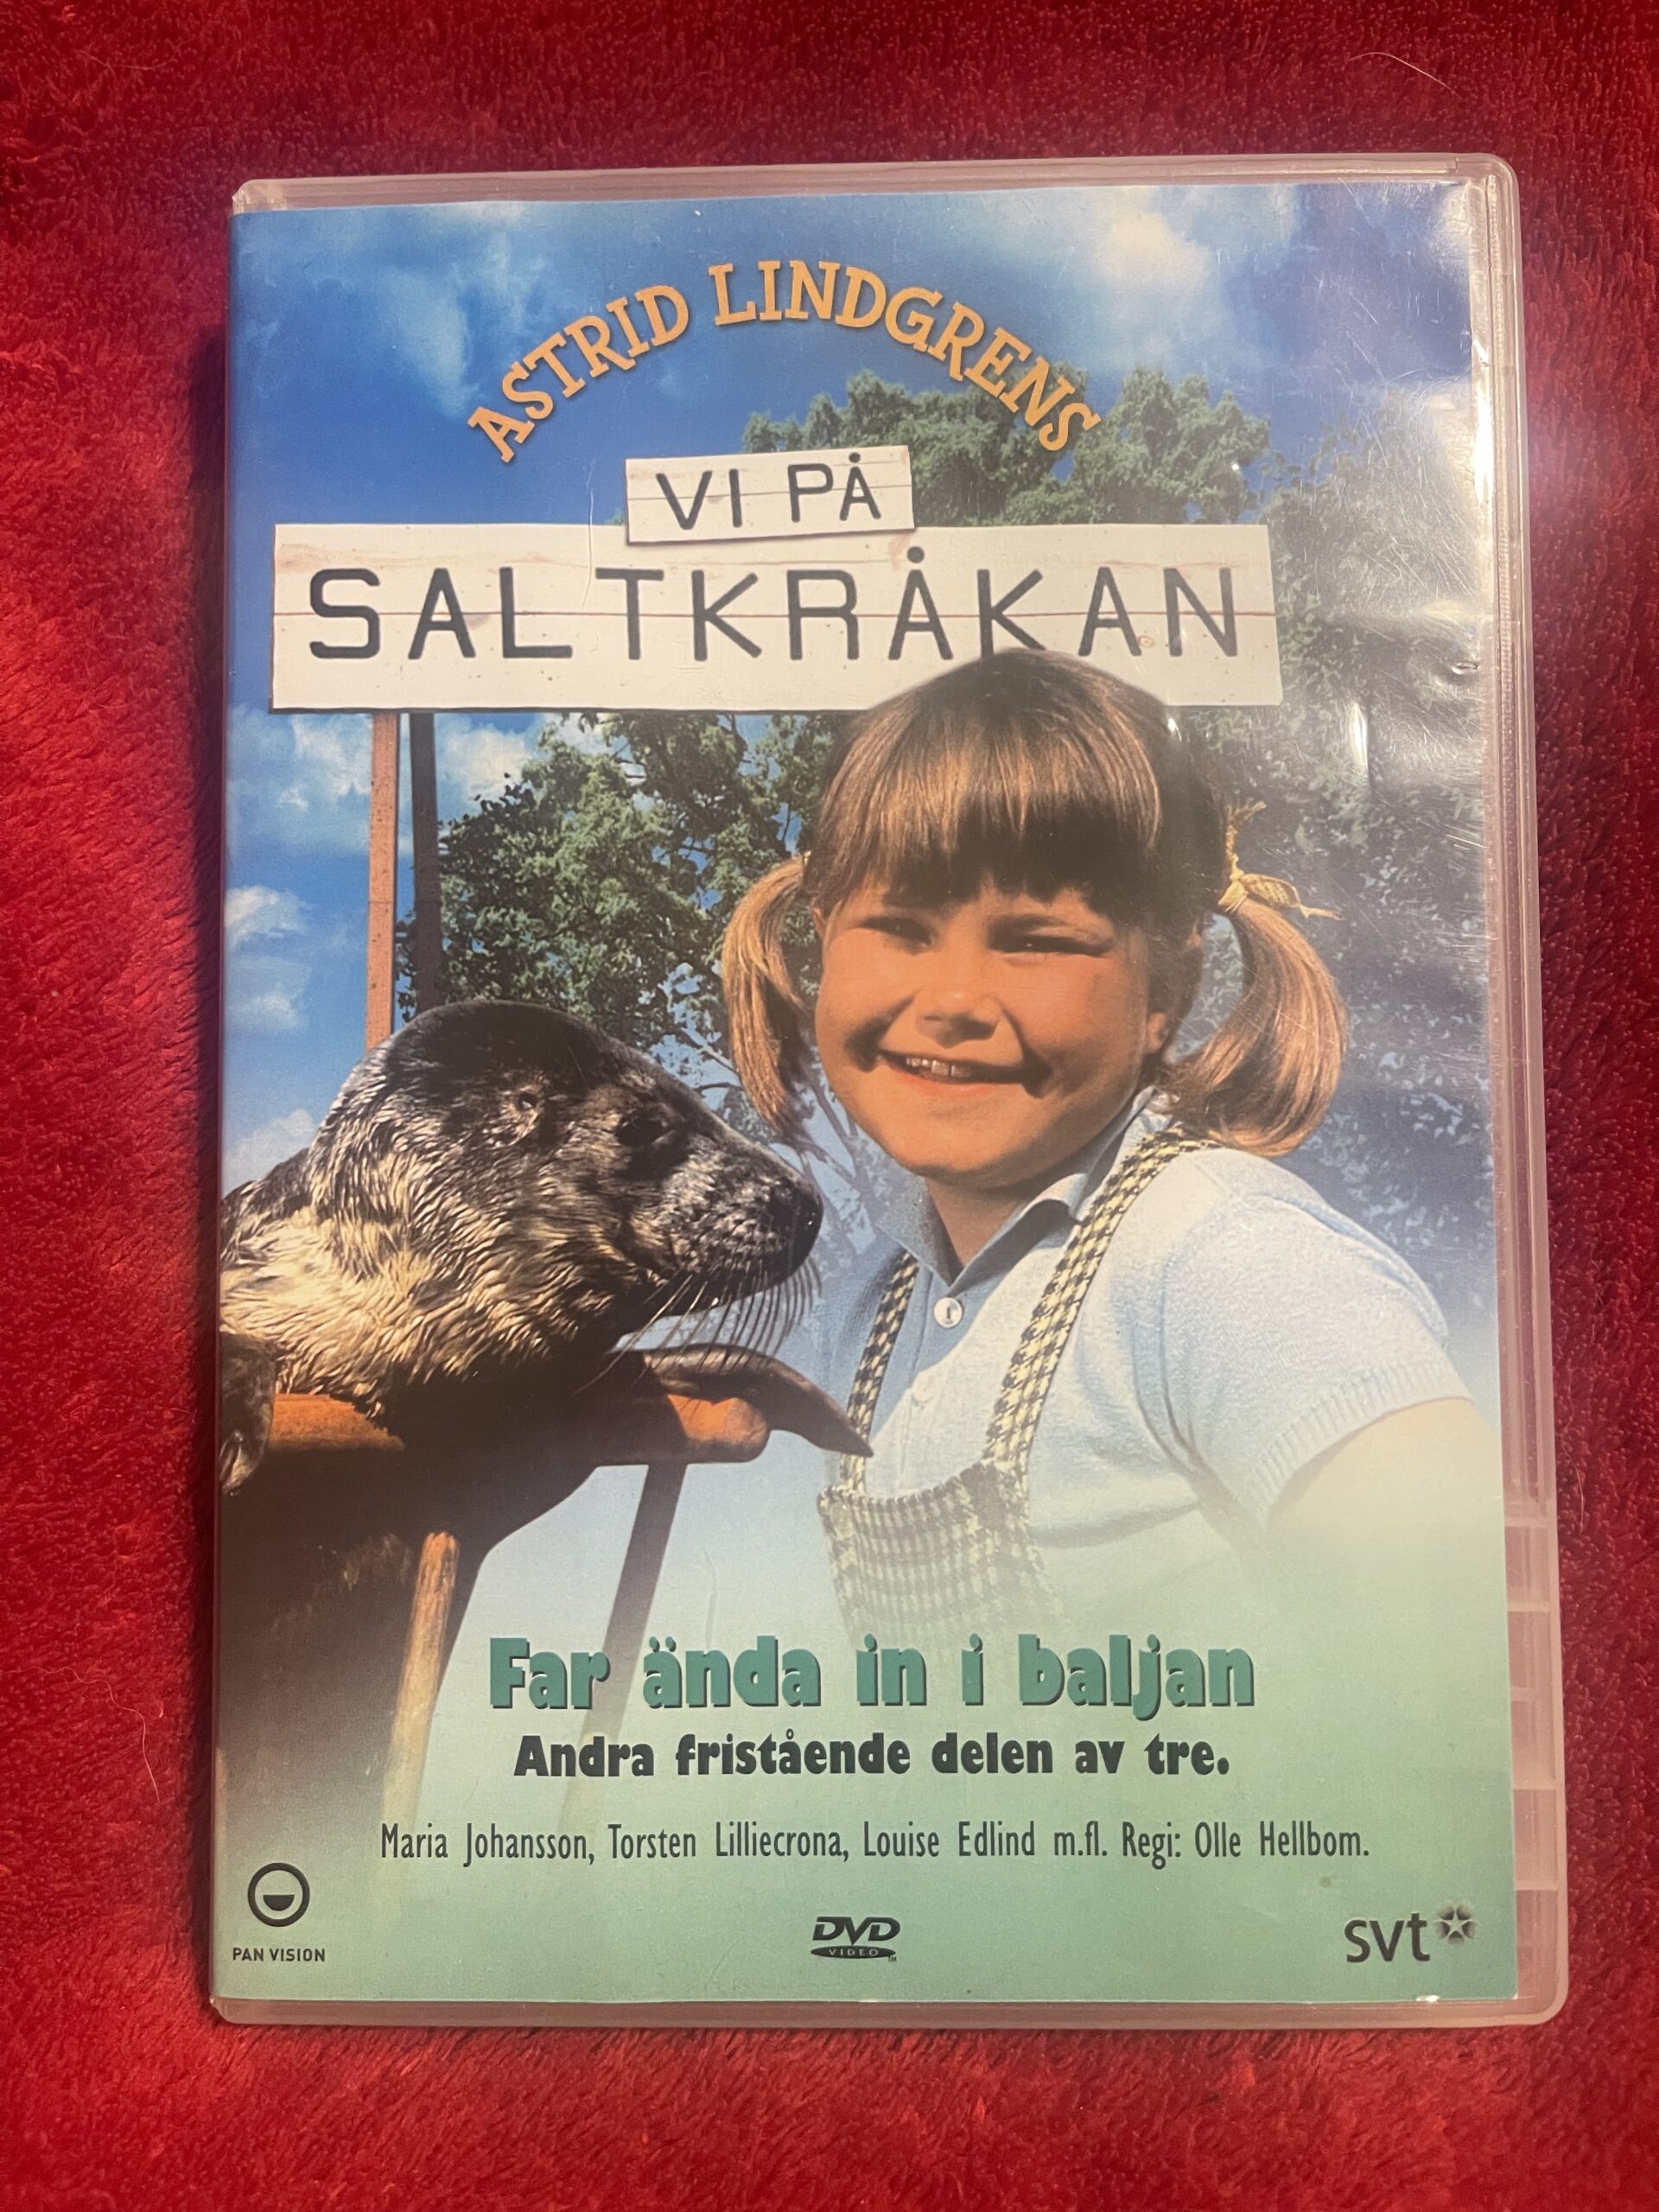 ASTRID LINDGRENS
VI PÅ
SALTKRÅKAN
Far ända in i baljan
Andra fristående delen av tre.
Maria Johansson, Torsten Lilliecrona, Louise Edlind m.fl. Regi: Olle Hellbom.
PAN VISION
DVD
VIDEO
svt